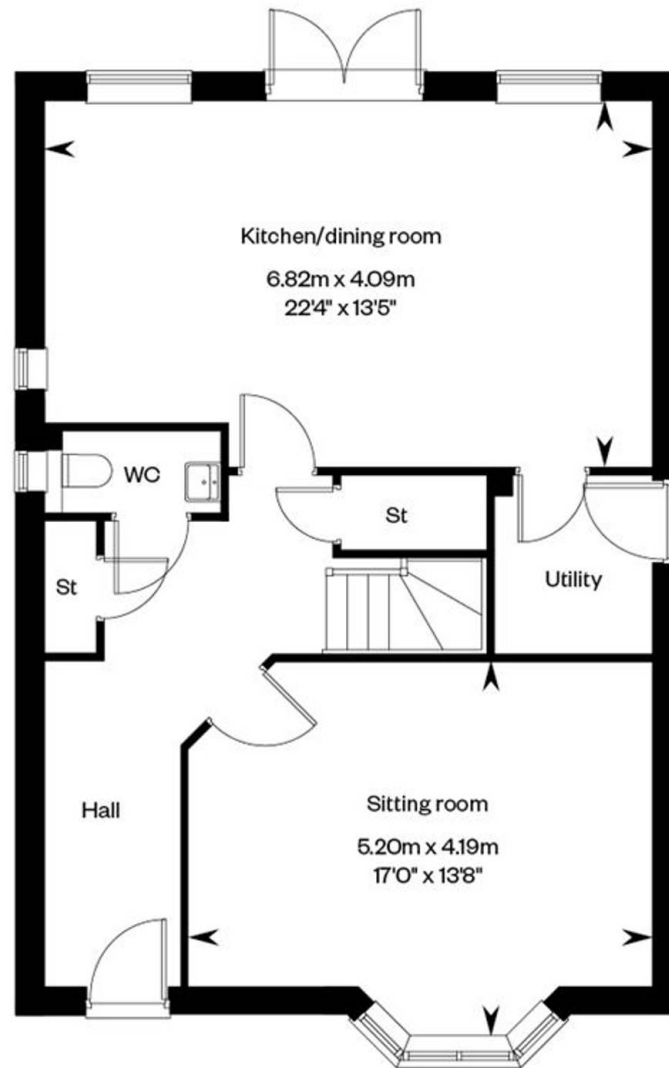 Kitchen/dining room
6.82m x 4.09m
22'4" x 13'5"
WC
St
St
Utility
Hall
Sitting room
5.20m x 4.19m
17'0" x 13'8"